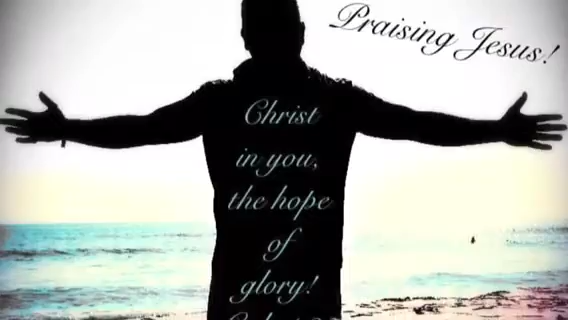 Praising Jesus!
Christ
in you,
the hope
of
glory!